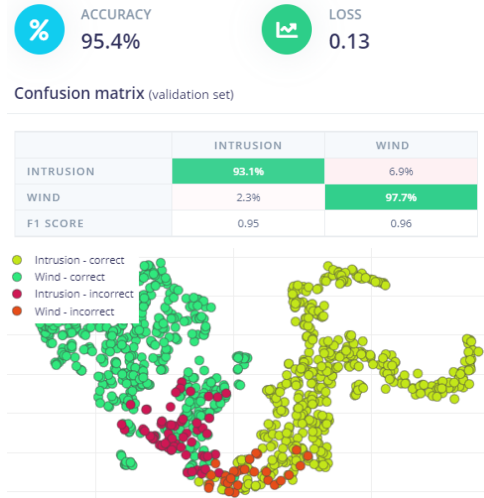 ACCURACY
95.4%
LOSS
0.13
Confusion matrix (validation set)
INTRUSION WIND
INTRUSION 93.1% 6.9%
WIND 2.3% 97.7%
F1 SCORE 0.95 0.96
Intrusion - correct
Wind - correct
Intrusion - incorrect
Wind - incorrect